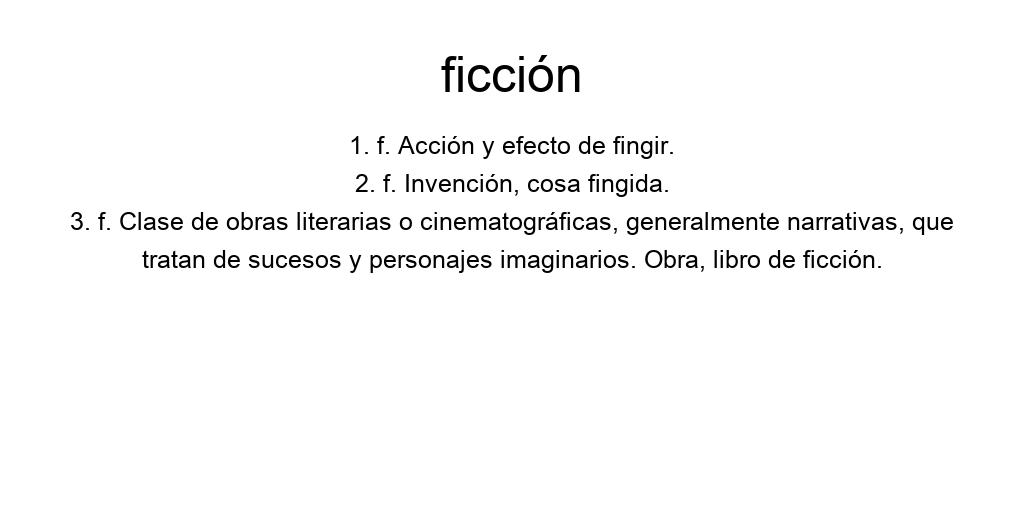 ficción
1. f. Acción y efecto de fingir.
2. f. Invención, cosa fingida.
3. f. Clase de obras literarias o cinematográficas, generalmente narrativas, que
tratan de sucesos y personajes imaginarios. Obra, libro de ficción.